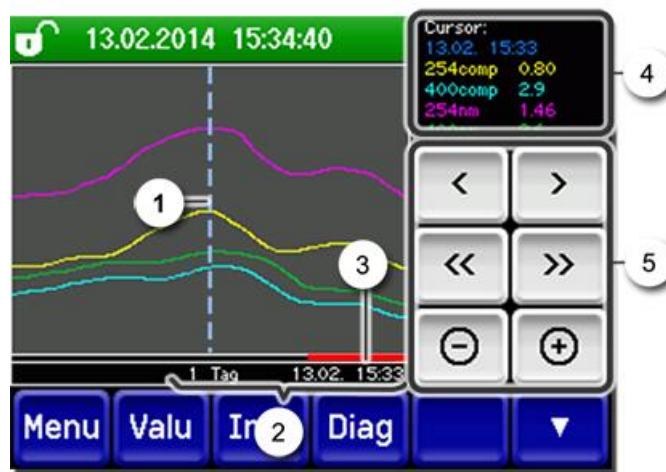 13.02.2014 15:34:40
Cursor:
13.02. 15:33
254comp 0.80
400comp 2.9
254nm 1.46
4
1
3
< >
<< >>
5
1 Tag 13.02. 15:33
2
Menu Valu Diag ▼